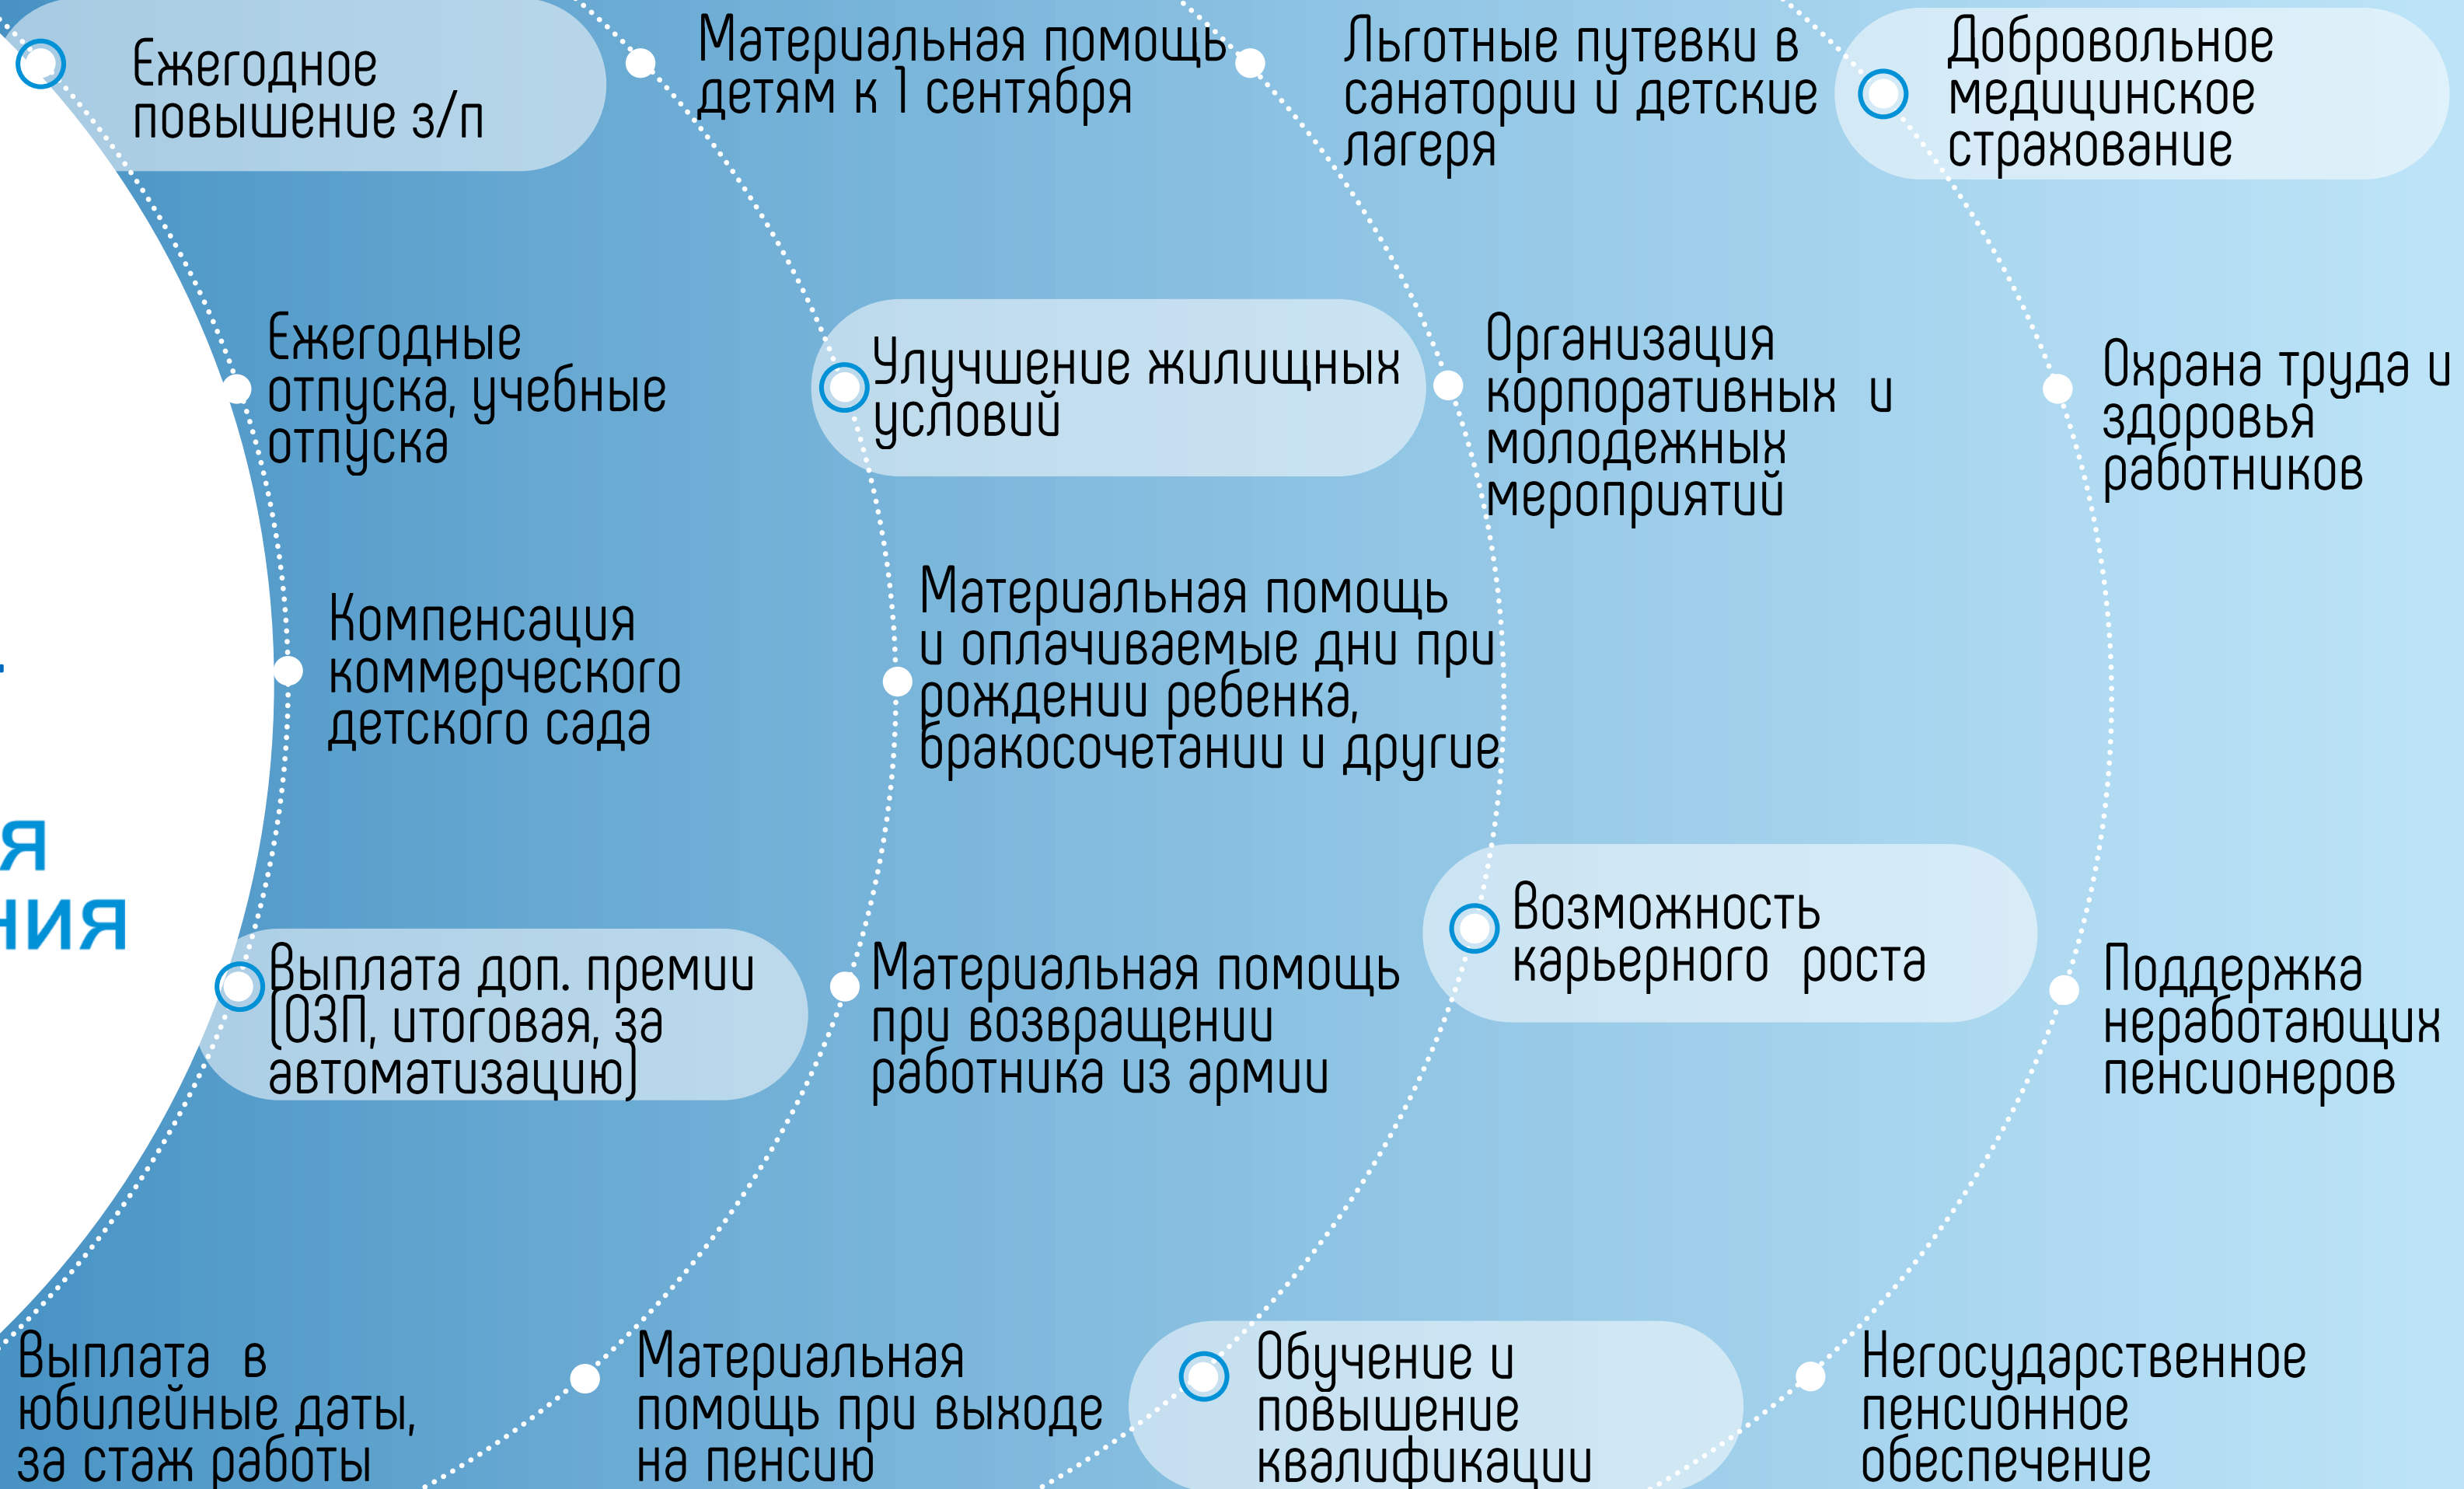 Ежегодное
повышение з/п
Материальная помощь
детям к 1 сентября
Льготные путевки в
санатории и детские
лагеря
Добровольное
медицинское
страхование
Ежегодные
отпуска, учебные
отпуска
Улучшение жилищных
условий
Организация
корпоративных и
молодежных
мероприятий
Охрана труда и
здоровья
работников
Компенсация
коммерческого
детского сада
Материальная помощь
и оплачиваемые дни при
рождении ребенка,
бракосочетании и другие
Я
НИЯ
Выплата доп. премии
(ОЗП, итоговая, за
автоматизацию)
Материальная помощь
при возвращении
работника из армии
Возможность
карьерного роста
Поддержка
неработающих
пенсионеров
Выплата в
юбилейные даты,
за стаж работы
Материальная
помощь при выходе
на пенсию
Обучение и
повышение
квалификации
Негосударственное
пенсионное
обеспечение